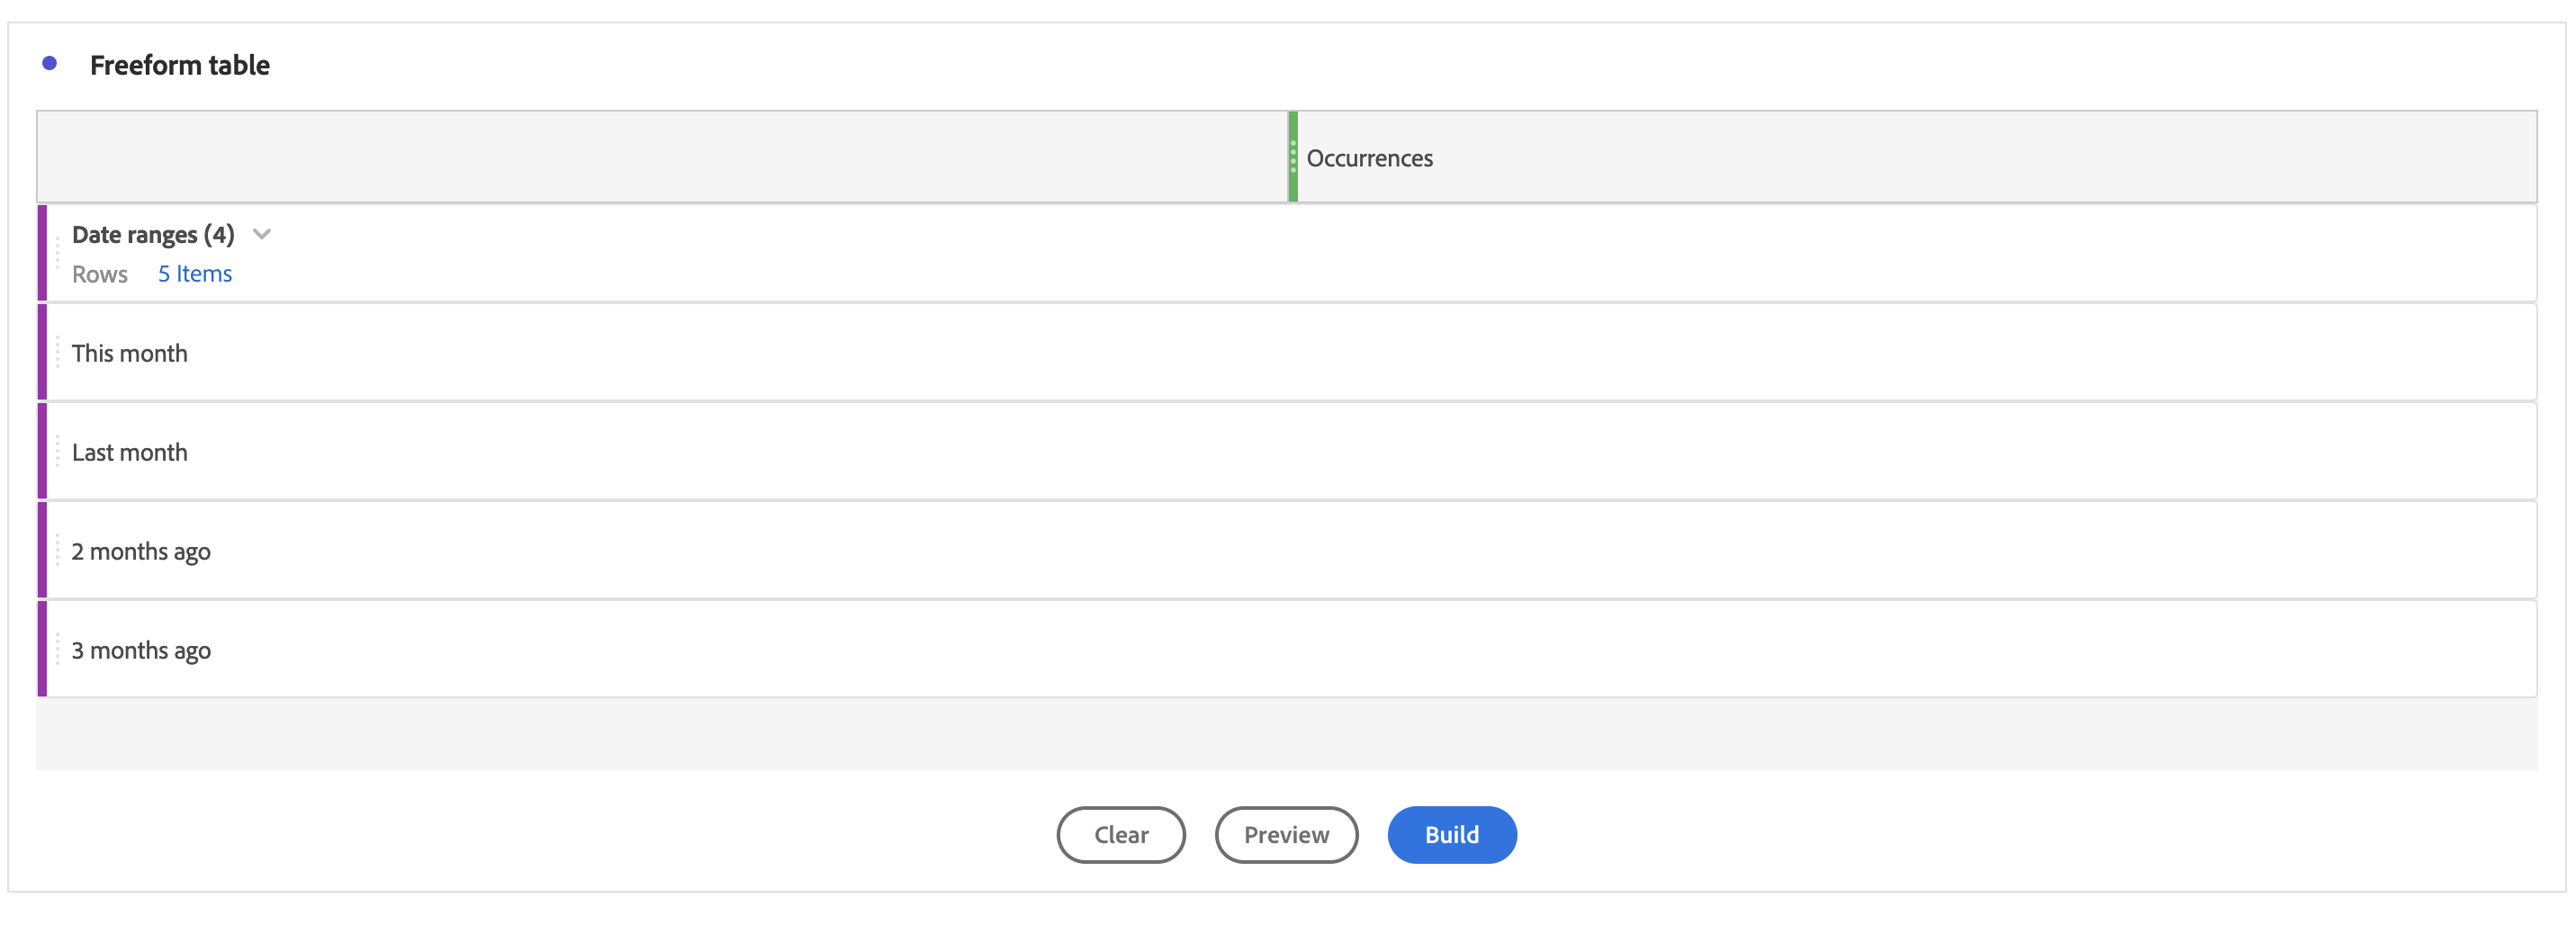 Freeform table
Occurrences
Date ranges (4)
Rows 5 Items
This month
Last month
2 months ago
3 months ago
Clear Preview Build